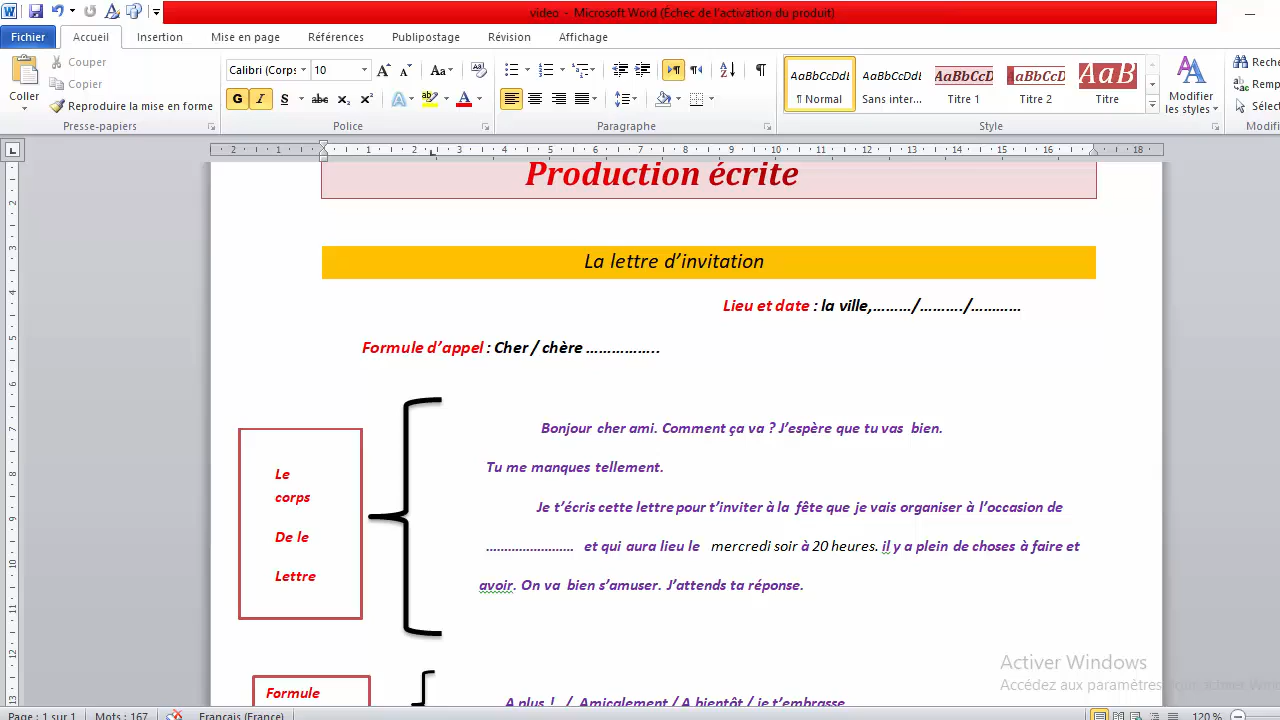 video - Microsoft Word (Échec de l'activation du produit)
Fichier Accueil Insertion Mise en page Références Publipostage Révision Affichage
Coller
Couper
Copier
Reproduire la mise en forme
Presse-papiers
Calibri (Corps 10
Police
Paragraphe
AaBbCcDdE AaBbCcDdE AaBbCcD AaBbCcD AaB
¶ Normal Sans inter... Titre 1 Titre 2 Titre
Style
Modifier les styles
Reche
Remp
Sélect
Modifi
Production écrite
La lettre d'invitation
Lieu et date : la ville,………/………./…………
Formule d'appel : Cher / chère ……………..
Le
corps
De le
Lettre
Bonjour cher ami. Comment ça va ? J'espère que tu vas bien.
Tu me manques tellement.
Je t'écris cette lettre pour t'inviter à la fête que je vais organiser à l'occasion de
…………………… et qui aura lieu le mercredi soir à 20 heures. il y a plein de choses à faire et
avoir. On va bien s'amuser. J'attends ta réponse.
Formule
A plus ! / Amicalement / A bientôt / je t'embrasse
Activer Windows
Accédez aux paramètres
Page : 1 sur 1 Mots : 167 Français (France) 120 %